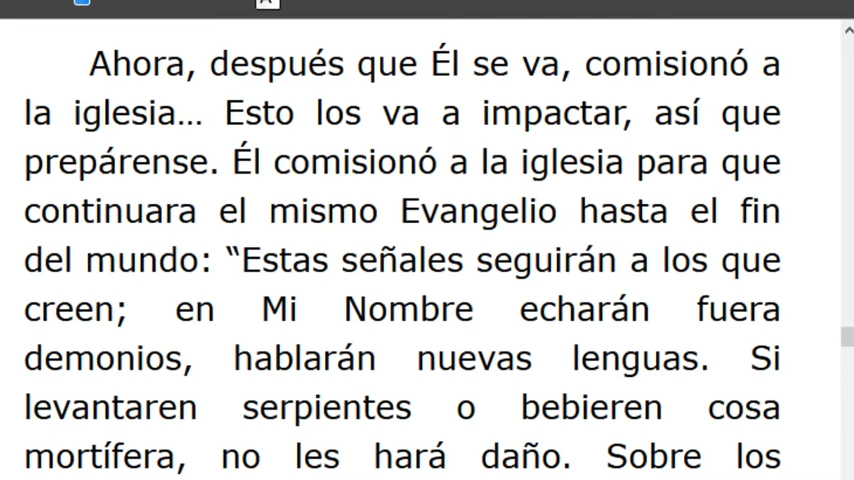 Ahora, después que Él se va, comisionó a
la iglesia… Esto los va a impactar, así que
prepárense. Él comisionó a la iglesia para que
continuara el mismo Evangelio hasta el fin
del mundo: “Estas señales seguirán a los que
creen; en Mi Nombre echarán fuera
demonios, hablarán nuevas lenguas. Si
levantaren serpientes o bebieren cosa
mortífera, no les hará daño. Sobre los